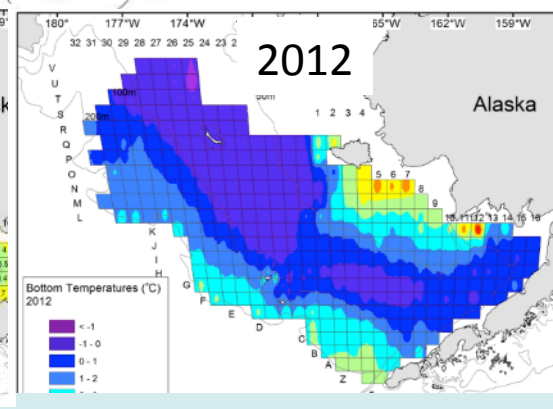 180° 177°W 174°W 65°W 162°W 159°W
2012
32 31 30 29 28 27 26 25 24 23 2
V
U
T
S
R
Q
P
O
N
M
L
100m
200m
50m
1 2 3 4
Alaska
5 6 7
8
9
10 11 12 13 14 15 16
K
J
I
H
G
F
E
D
C
B
A
Z
Bottom Temperatures (°C)
2012
< -1
-1 - 0
0 - 1
1 - 2